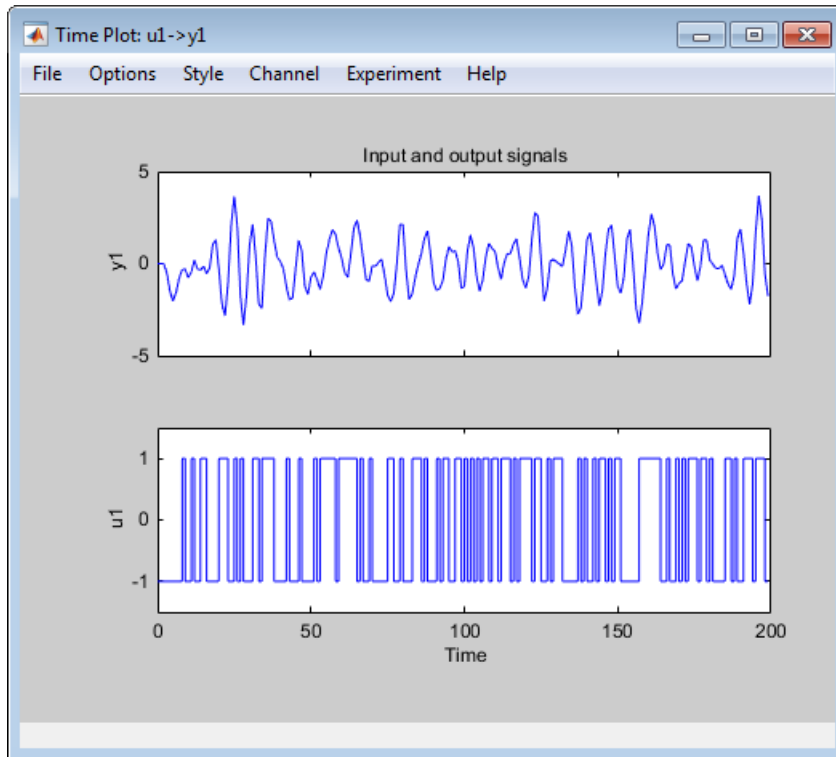 Time Plot: u1->y1
File Options Style Channel Experiment Help
Input and output signals
5
0
-5
y1
1
0
-1
u1
0 50 100 150 200
Time